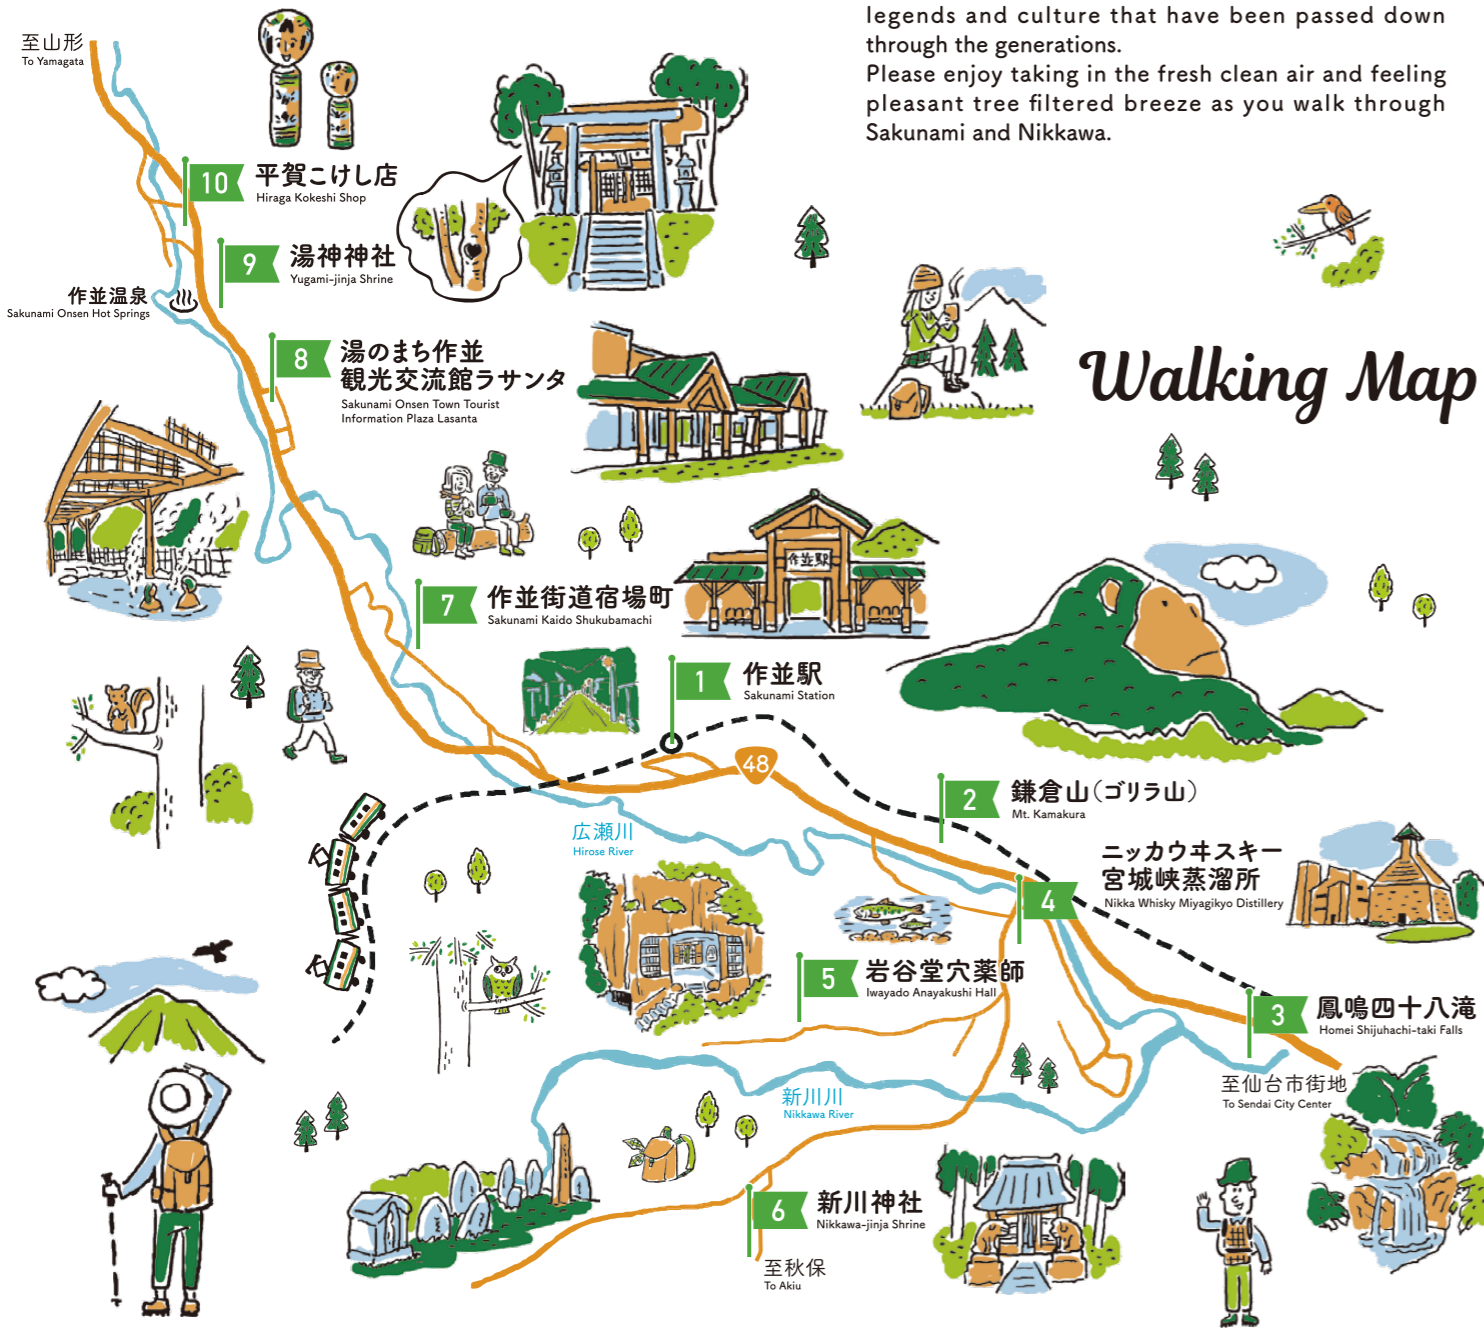 legends and culture that have been passed down
through the generations.
Please enjoy taking in the fresh clean air and feeling
pleasant tree filtered breeze as you walk through
Sakunami and Nikkawa.
Walking Map
至山形
To Yamagata
10
平賀こけし店
Hiraga Kokeshi Shop
9
湯神神社
Yugami-jinja Shrine
作並温泉
Sakunami Onsen Hot Springs
8
湯のまち作並
観光交流館ラサンタ
Sakunami Onsen Town Tourist
Information Plaza Lasanta
7
作並街道宿場町
Sakunami Kaido Shukubamachi
作並駅
1
作並駅
Sakunami Station
48
2
鎌倉山（ゴリラ山）
Mt. Kamakura
広瀬川
Hirose River
ニッカウヰスキー
宮城峡蒸溜所
Nikka Whisky Miyagikyo Distillery
4
5
岩谷堂穴薬師
Iwayado Anayakushi Hall
3
鳳鳴四十八滝
Homei Shijuhachi-taki Falls
至仙台市街地
To Sendai City Center
新川川
Nikkawa River
6
新川神社
Nikkawa-jinja Shrine
至秋保
To Akiu